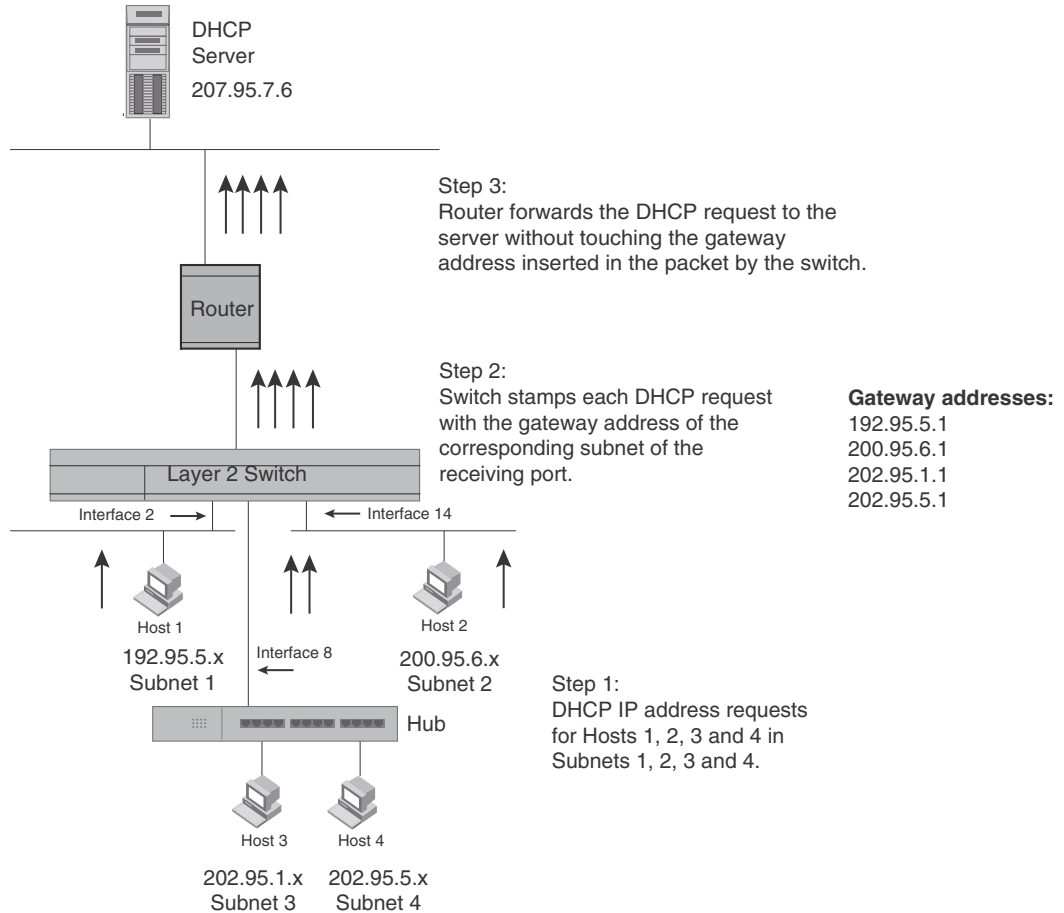 DHCP
Server
207.95.7.6
Step 3:
Router forwards the DHCP request to the
server without touching the gateway
address inserted in the packet by the switch.
Router
Step 2:
Switch stamps each DHCP request
with the gateway address of the
corresponding subnet of the
receiving port.
Gateway addresses:
192.95.5.1
200.95.6.1
202.95.1.1
202.95.5.1
Layer 2 Switch
Interface 2
Interface 14
Host 1
192.95.5.x
Subnet 1
Interface 8
Host 2
200.95.6.x
Subnet 2
Step 1:
DHCP IP address requests
for Hosts 1, 2, 3 and 4 in
Subnets 1, 2, 3 and 4.
Hub
Host 3
202.95.1.x
Subnet 3
Host 4
202.95.5.x
Subnet 4